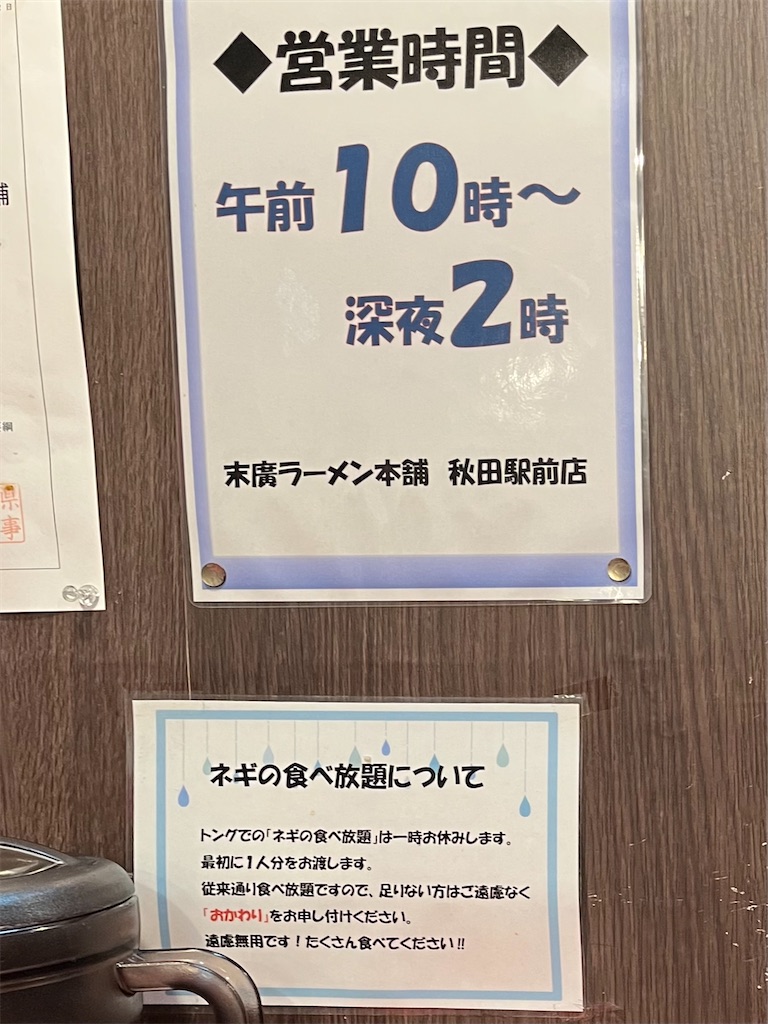 ◆営業時間◆
午前10時～
深夜2時
末廣ラーメン本舗 秋田駅前店
県
事
ネギの食べ放題について
トングでの「ネギの食べ放題」は一時お休みします。
最初に1人分をお渡します。
従来通り食べ放題ですので、足りない方はご遠慮なく
「おかわり」をお申し付けください。
遠慮無用です！たくさん食べてください!!